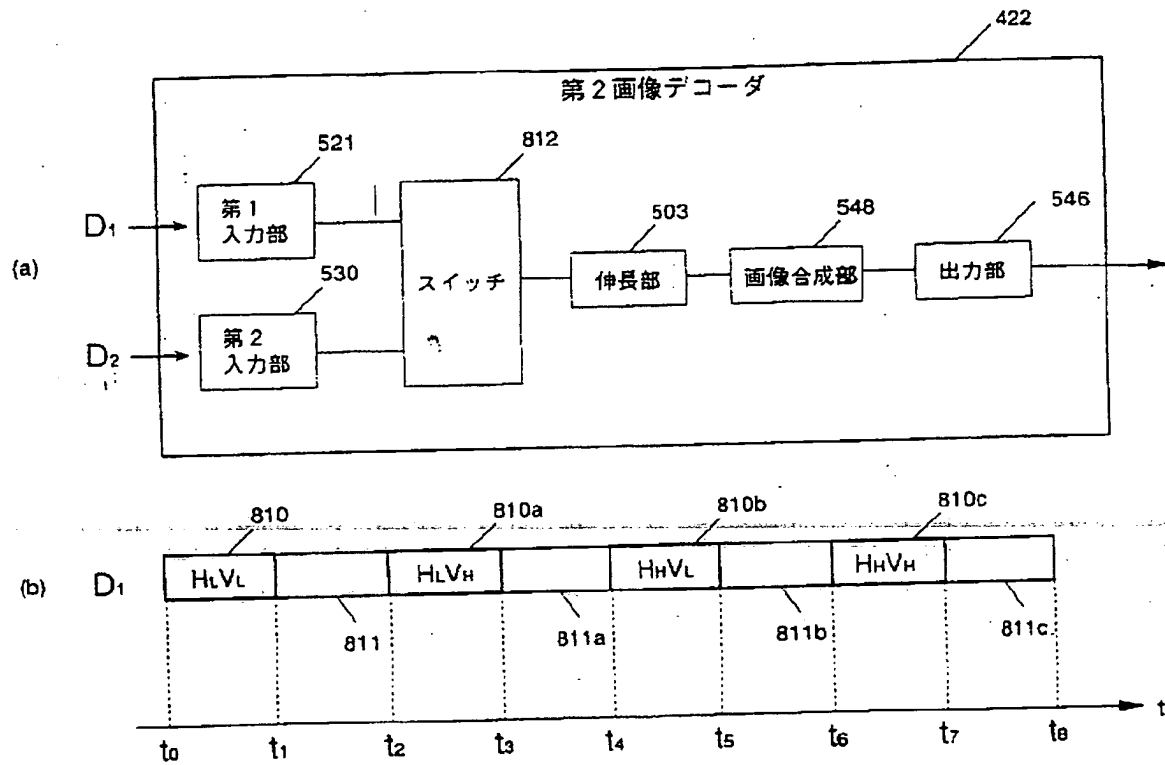 422
第2画像デコーダ
521
812
D1
第1
入力部
503
548
546
(a)
スイッチ
伸長部
画像合成部
出力部
530
D2
第2
入力部
810
810a
810b
810c
(b)
D1
HLVL
HLVH
HHVL
HHVH
811
811a
811b
811c
t
t0
t1
t2
t3
t4
t5
t6
t7
t8